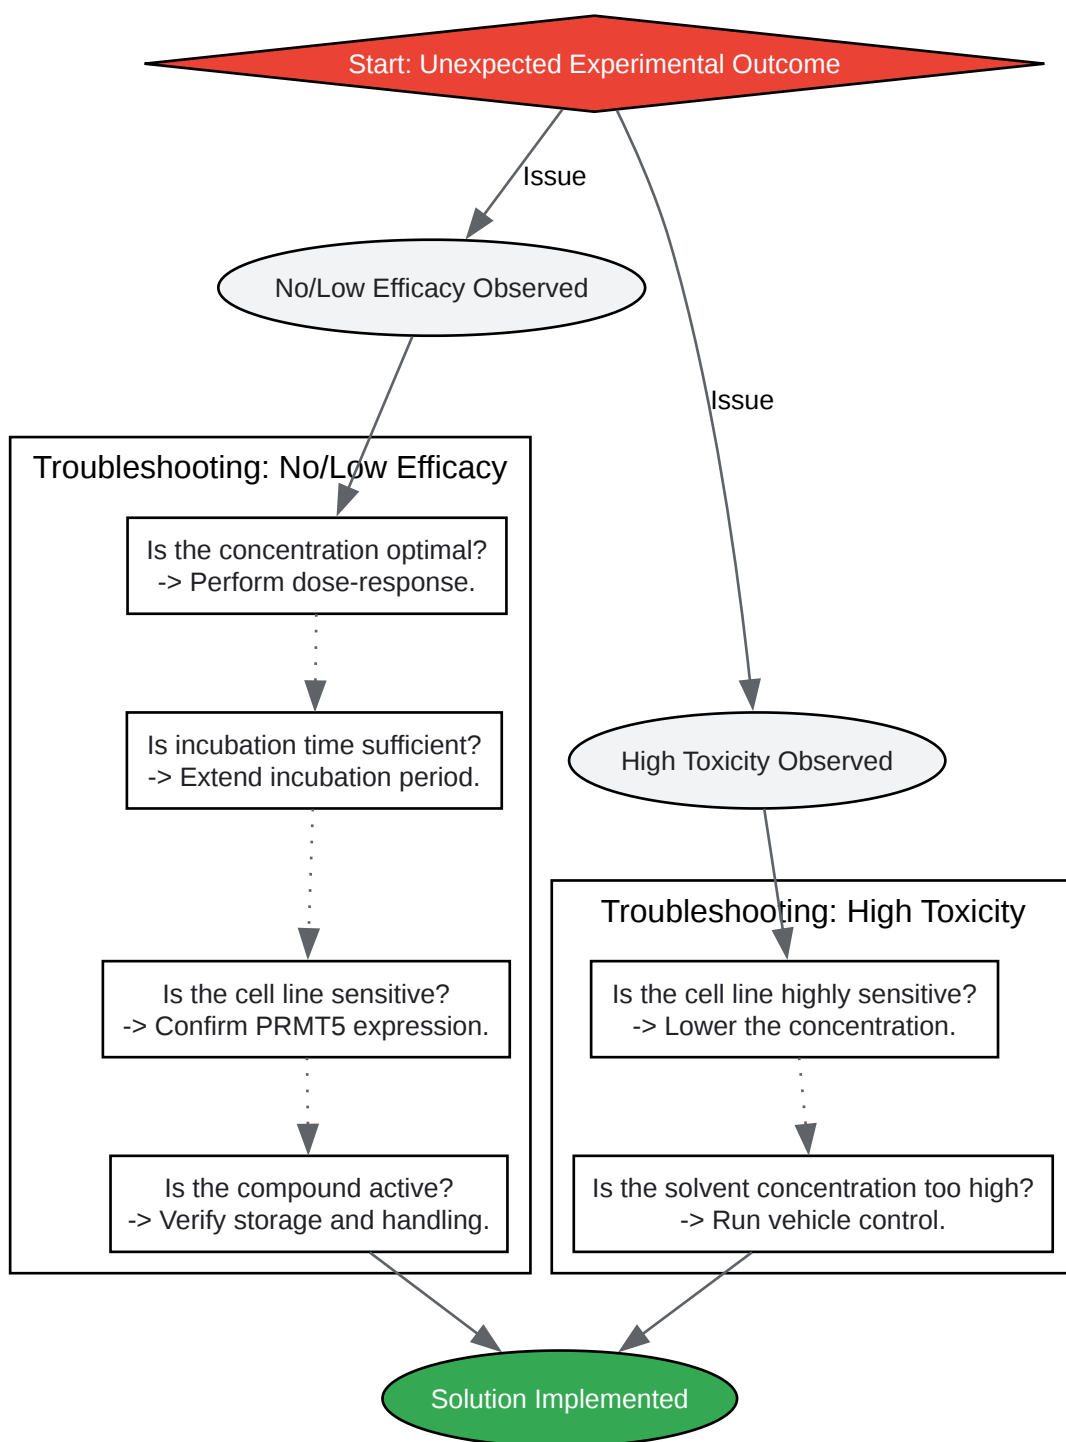 Start: Unexpected Experimental Outcome
Issue
No/Low Efficacy Observed
Issue
Troubleshooting: No/Low Efficacy
Is the concentration optimal?
-> Perform dose-response.
Is incubation time sufficient?
-> Extend incubation period.
Is the cell line sensitive?
-> Confirm PRMT5 expression.
Is the compound active?
-> Verify storage and handling.
High Toxicity Observed
Troubleshooting: High Toxicity
Is the cell line highly sensitive?
-> Lower the concentration.
Is the solvent concentration too high?
-> Run vehicle control.
Solution Implemented